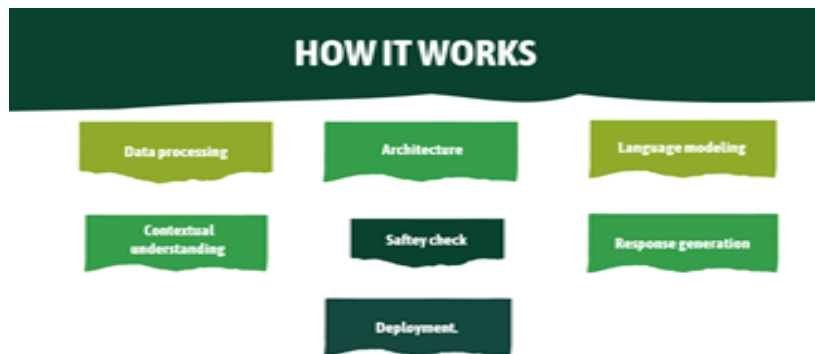 HOW IT WORKS
Data processing
Architecture
Language modeling
Contextual
understanding
Saftey check
Response generation
Deployment.